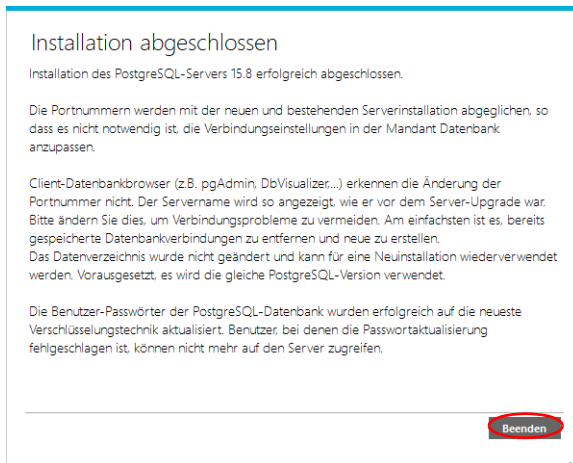 Installation abgeschlossen
Installation des PostgreSQL-Servers 15.8 erfolgreich abgeschlossen.
Die Portnummern werden mit der neuen und bestehenden Serverinstallation abgeglichen, so
dass es nicht notwendig ist, die Verbindungseinstellungen in der Mandant Datenbank
anzupassen.
Client-Datenbankbrowser (z.B. pgAdmin, DbVisualizer,...) erkennen die Änderung der
Portnummer nicht. Der Servername wird so angezeigt, wie er vor dem Server-Upgrade war.
Bitte ändern Sie dies, um Verbindungsprobleme zu vermeiden. Am einfachsten ist es, bereits
gespeicherte Datenbankverbindungen zu entfernen und neue zu erstellen.
Das Datenverzeichnis wurde nicht geändert und kann für eine Neuinstallation wiederverwendet
werden. Vorausgesetzt, es wird die gleiche PostgreSQL-Version verwendet.
Die Benutzer-Passwörter der PostgreSQL-Datenbank wurden erfolgreich auf die neueste
Verschlüsselungstechnik aktualisiert. Benutzer, bei denen die Passwortaktualisierung
fehlgeschlagen ist, können nicht mehr auf den Server zugreifen.
Beenden